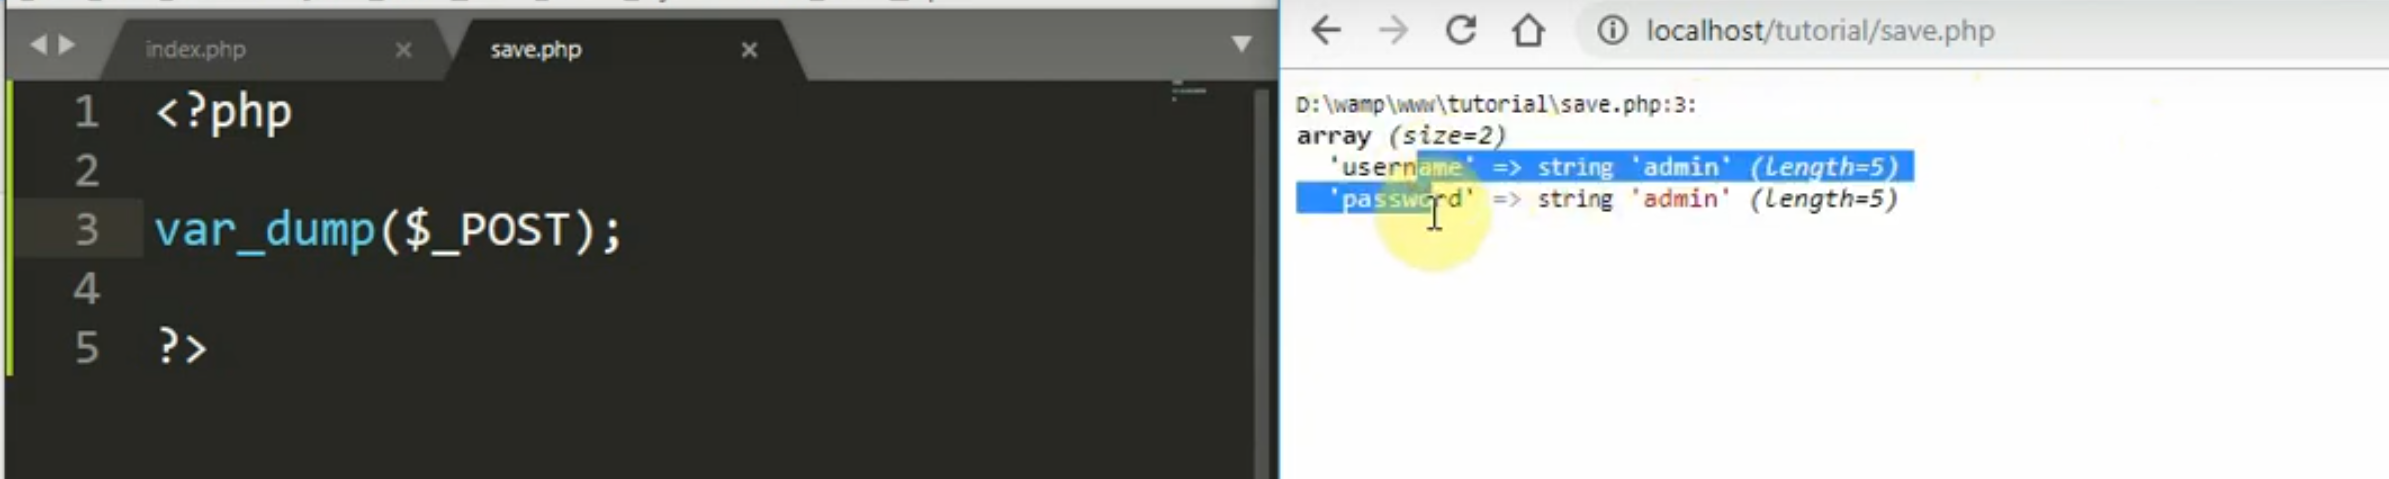 index.php × save.php ×
1 <?php
2
3 var_dump($_POST);
4
5 ?>
localhost/tutorial/save.php
D:\wamp\www\tutorial\save.php:3:
array (size=2)
'username' => string 'admin' (length=5)
'password' => string 'admin' (length=5)